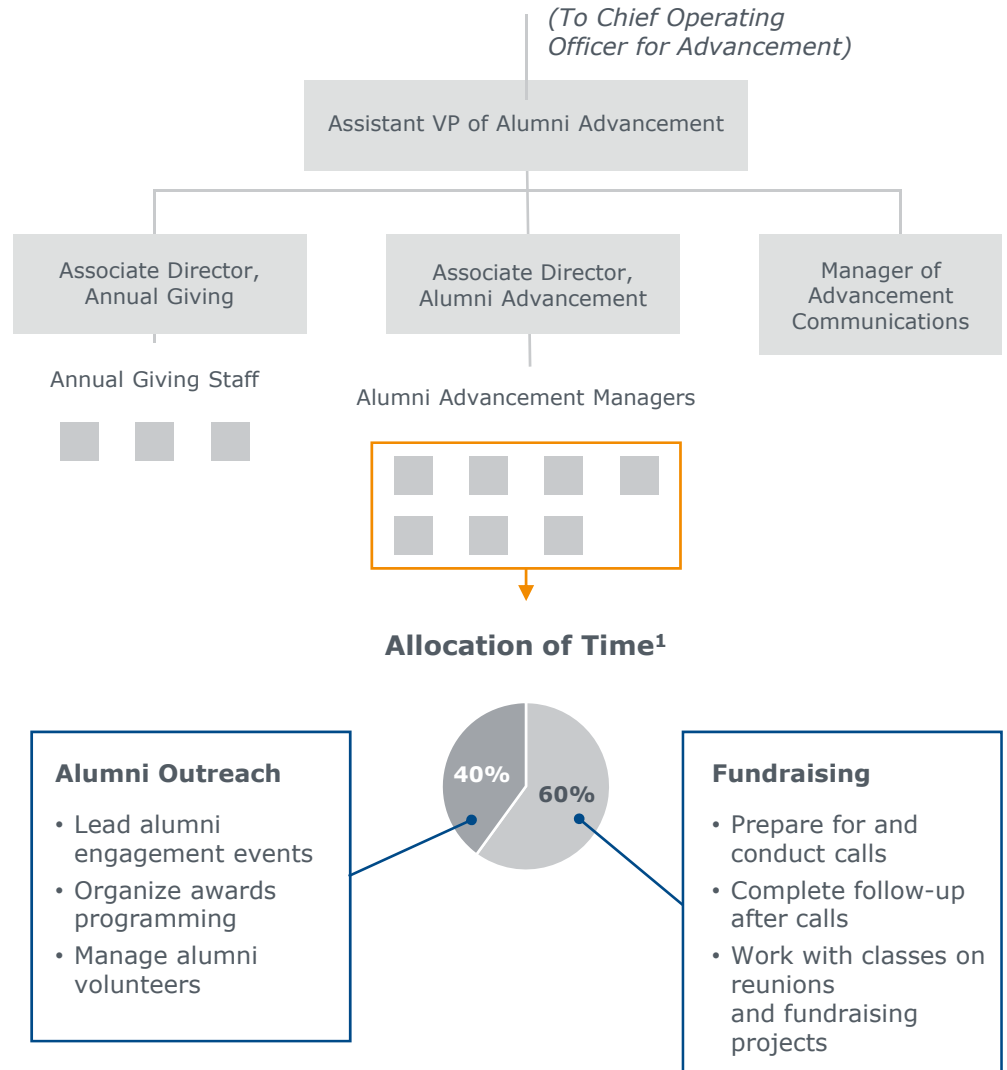 (To Chief Operating
Officer for Advancement)
Assistant VP of Alumni Advancement
Associate Director,
Annual Giving
Associate Director,
Alumni Advancement
Manager of
Advancement
Communications
Annual Giving Staff
Alumni Advancement Managers
Allocation of Time¹
40%
60%
Alumni Outreach
• Lead alumni
engagement events
• Organize awards
programming
• Manage alumni
volunteers
Fundraising
• Prepare for and
conduct calls
• Complete follow-up
after calls
• Work with classes on
reunions
and fundraising
projects